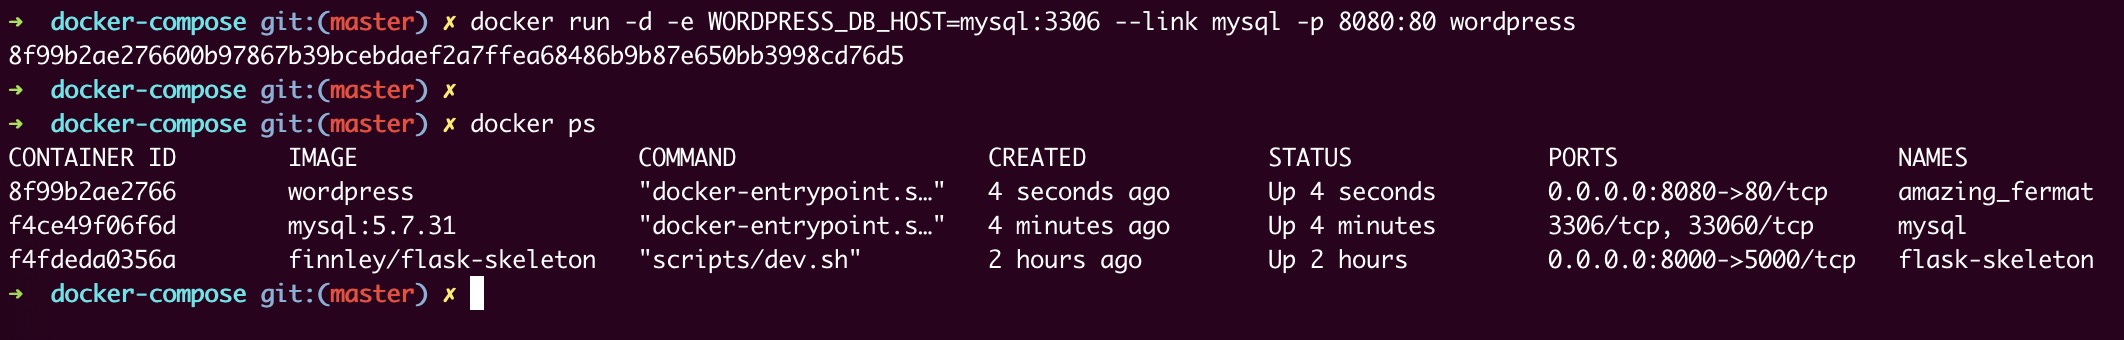 ➜  docker-compose git:(master) ✗ docker run -d -e WORDPRESS_DB_HOST=mysql:3306 --link mysql -p 8080:80 wordpress
8f99b2ae276600b97867b39bcebdaef2a7ffea68486b9b87e650bb3998cd76d5
➜  docker-compose git:(master) ✗
➜  docker-compose git:(master) ✗ docker ps
CONTAINER ID        IMAGE                    COMMAND                  CREATED             STATUS              PORTS                    NAMES
8f99b2ae2766        wordpress                "docker-entrypoint.s…"   4 seconds ago       Up 4 seconds        0.0.0.0:8080->80/tcp     amazing_fermat
f4ce49f06f6d        mysql:5.7.31             "docker-entrypoint.s…"   4 minutes ago       Up 4 minutes        3306/tcp, 33060/tcp      mysql
f4fdeda0356a        finnley/flask-skeleton   "scripts/dev.sh"         2 hours ago         Up 2 hours          0.0.0.0:8000->5000/tcp   flask-skeleton
➜  docker-compose git:(master) ✗